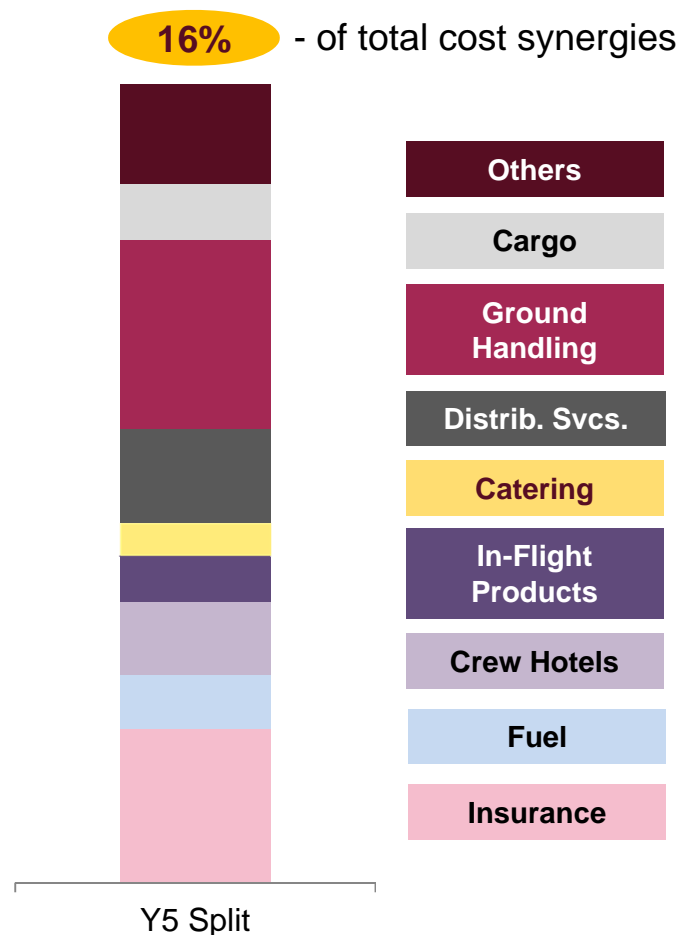 16% - of total cost synergies
Others
Cargo
Ground
Handling
Distrib. Svcs.
Catering
In-Flight
Products
Crew Hotels
Fuel
Insurance
Y5 Split